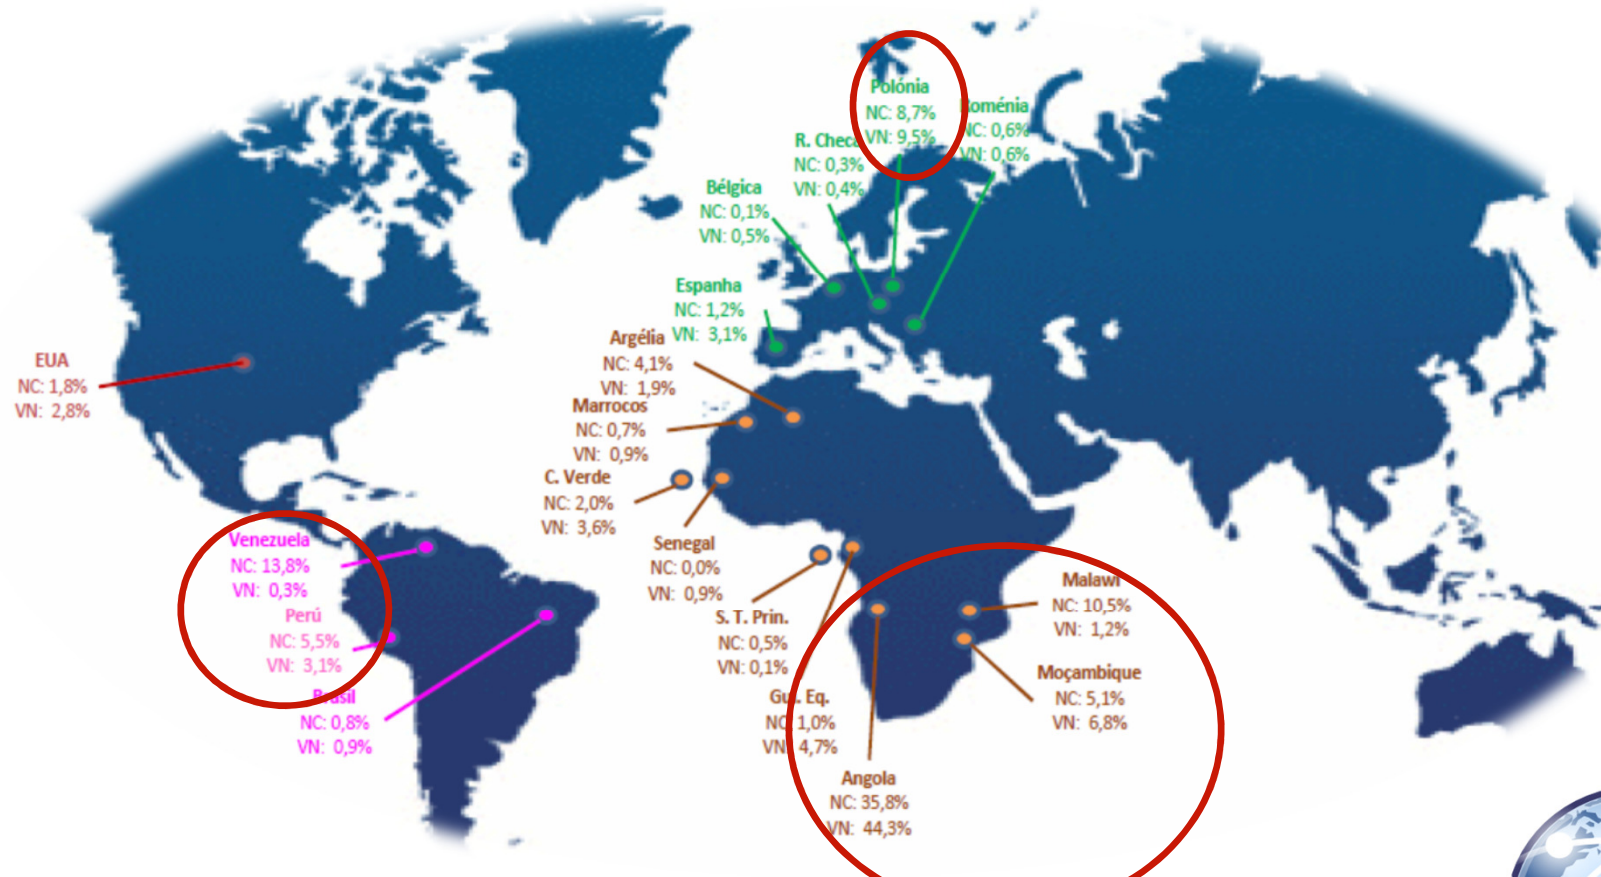 Polónia
NC: 8,7%
VN: 9,5%
Roménia
NC: 0,6%
VN: 0,6%
R. Checa
NC: 0,3%
VN: 0,4%
Bélgica
NC: 0,1%
VN: 0,5%
Espanha
NC: 1,2%
VN: 3,1%
Argélia
NC: 4,1%
VN: 1,9%
Marrocos
NC: 0,7%
VN: 0,9%
C. Verde
NC: 2,0%
VN: 3,6%
Senegal
NC: 0,0%
VN: 0,9%
S. T. Prin.
NC: 0,5%
VN: 0,1%
Gui. Eq.
NC: 1,0%
VN: 4,7%
Angola
NC: 35,8%
VN: 44,3%
Malawi
NC: 10,5%
VN: 1,2%
Moçambique
NC: 5,1%
VN: 6,8%
EUA
NC: 1,8%
VN: 2,8%
Venezuela
NC: 13,8%
VN: 0,3%
Perú
NC: 5,5%
VN: 3,1%
Brasil
NC: 0,8%
VN: 0,9%